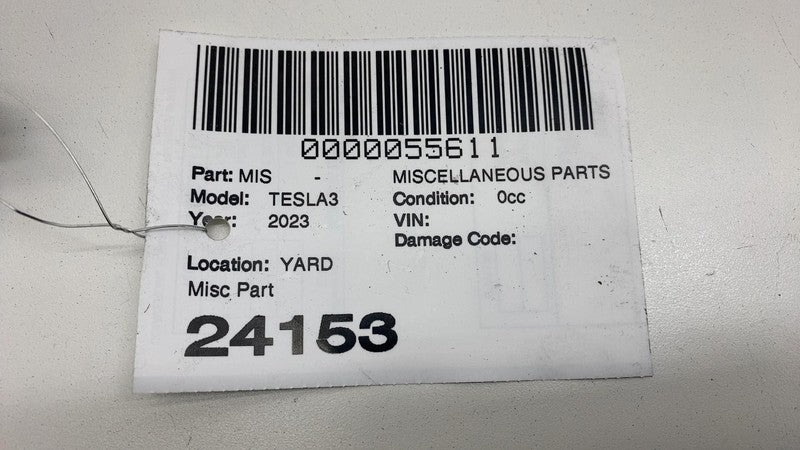 0000055611
Part: MIS - MISCELLANEOUS PARTS
Model: TESLA3 Condition: 0cc
Year: 2023 VIN:
Damage Code:
Location: YARD
Misc Part
24153